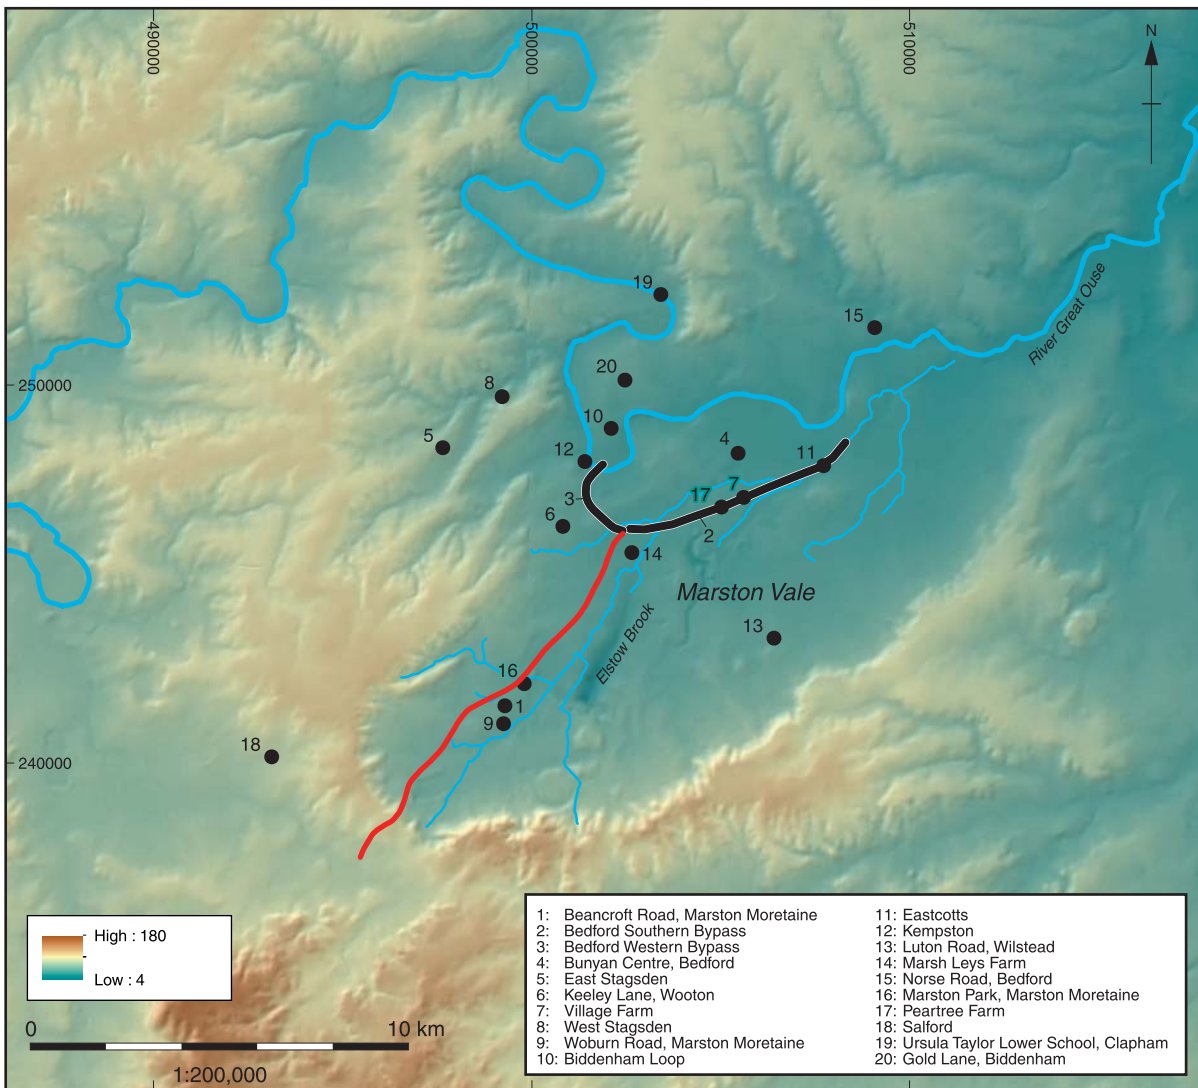 490000
500000
510000
N
19
15
River Great Ouse
20
250000
8
10
5
4
12
11
7
17
3
6
2
14
Marston Vale
13
Elstow Brook
16
1
9
18
240000
High : 180
Low : 4
0
10 km
1:200,000
1: Beancroft Road, Marston Moretaine
2: Bedford Southern Bypass
3: Bedford Western Bypass
4: Bunyan Centre, Bedford
5: East Stagsden
6: Keeley Lane, Wooton
7: Village Farm
8: West Stagsden
9: Woburn Road, Marston Moretaine
10: Biddenham Loop
11: Eastcotts
12: Kempston
13: Luton Road, Wilstead
14: Marsh Leys Farm
15: Norse Road, Bedford
16: Marston Park, Marston Moretaine
17: Peartree Farm
18: Salford
19: Ursula Taylor Lower School, Clapham
20: Gold Lane, Biddenham